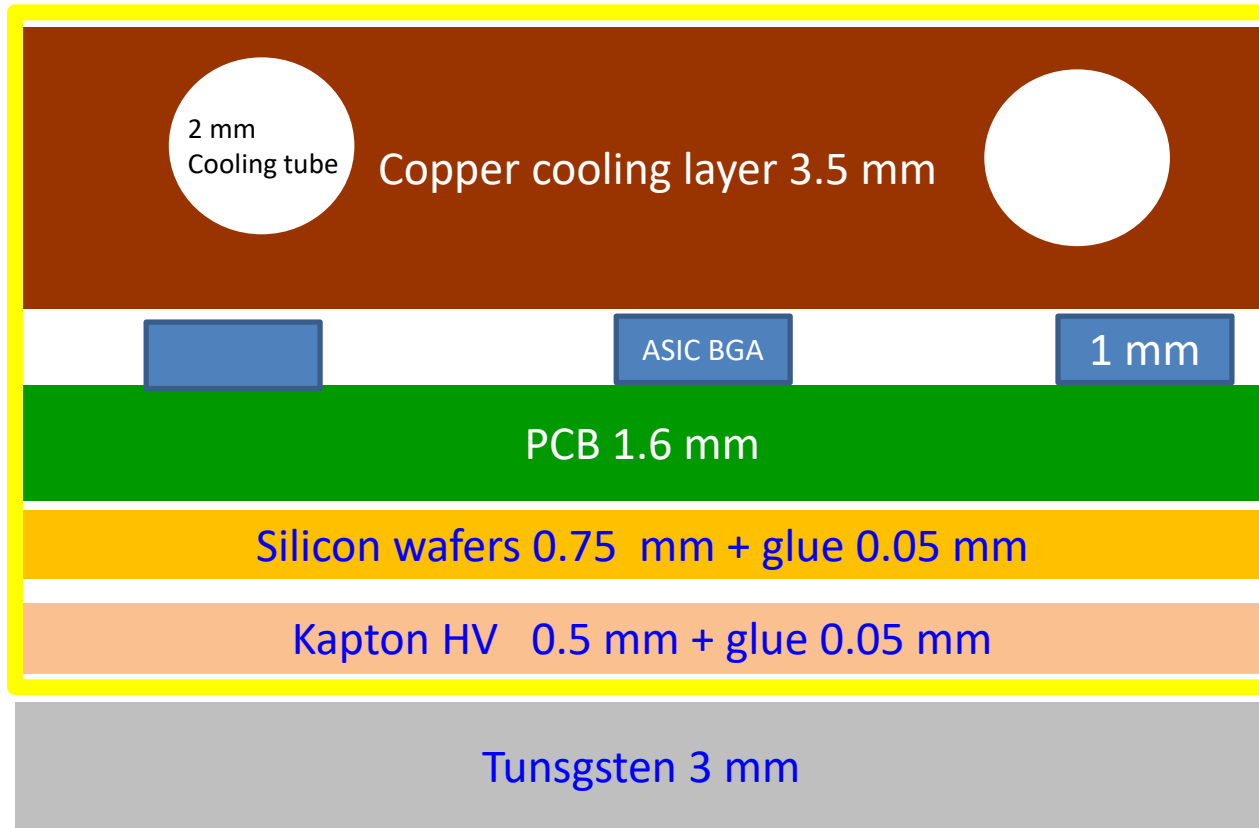 2 mm
Cooling tube
Copper cooling layer 3.5 mm
ASIC BGA
1 mm
PCB 1.6 mm
Silicon wafers 0.75 mm + glue 0.05 mm
Kapton HV 0.5 mm + glue 0.05 mm
Tunsgsten 3 mm